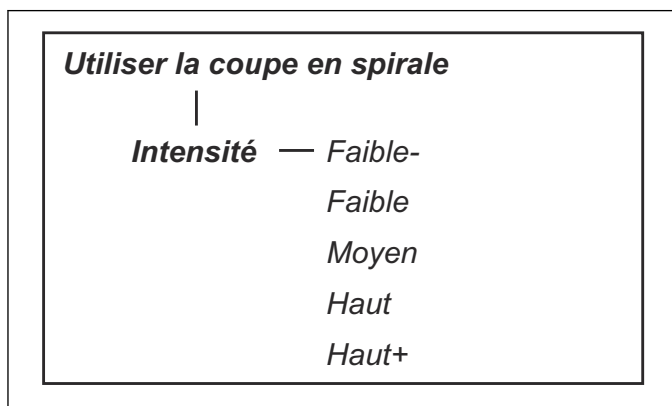 Utiliser la coupe en spirale
Intensité — Faible-
Faible
Moyen
Haut
Haut+